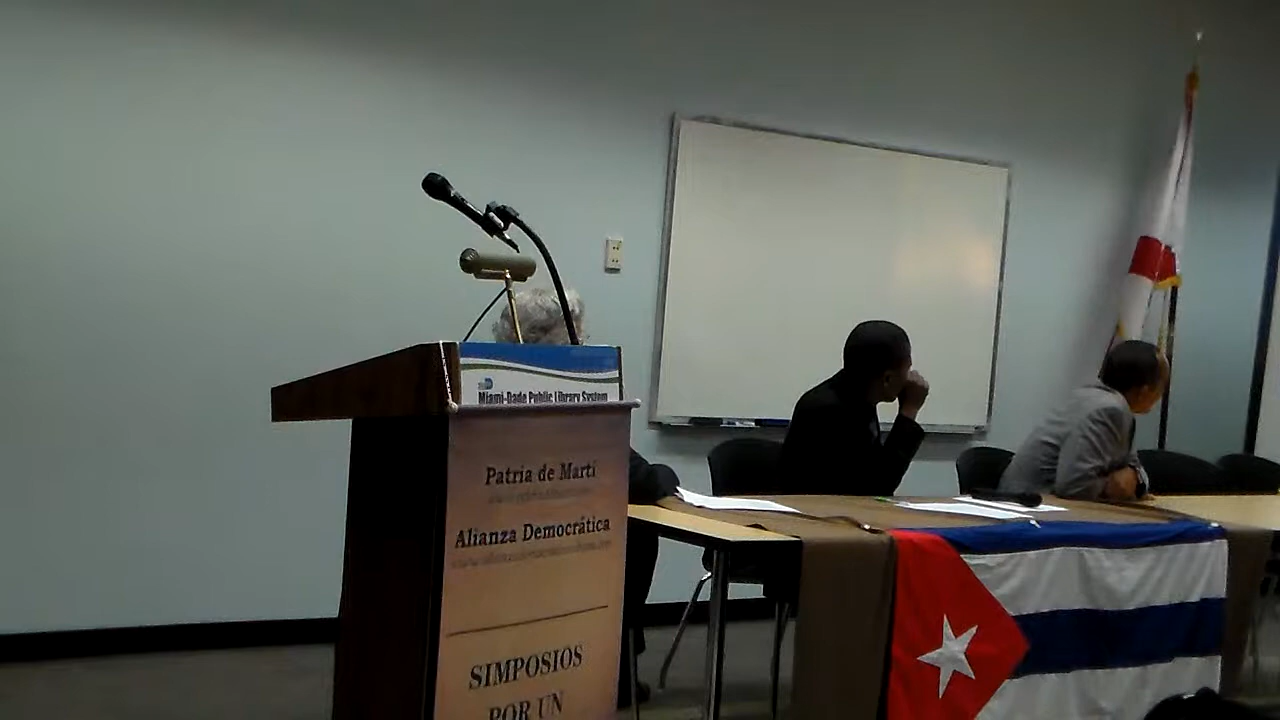 Miami-Dade Public Library System
Patria de Martí
Alianza Democrática
SIMPOSIOS
POR UN